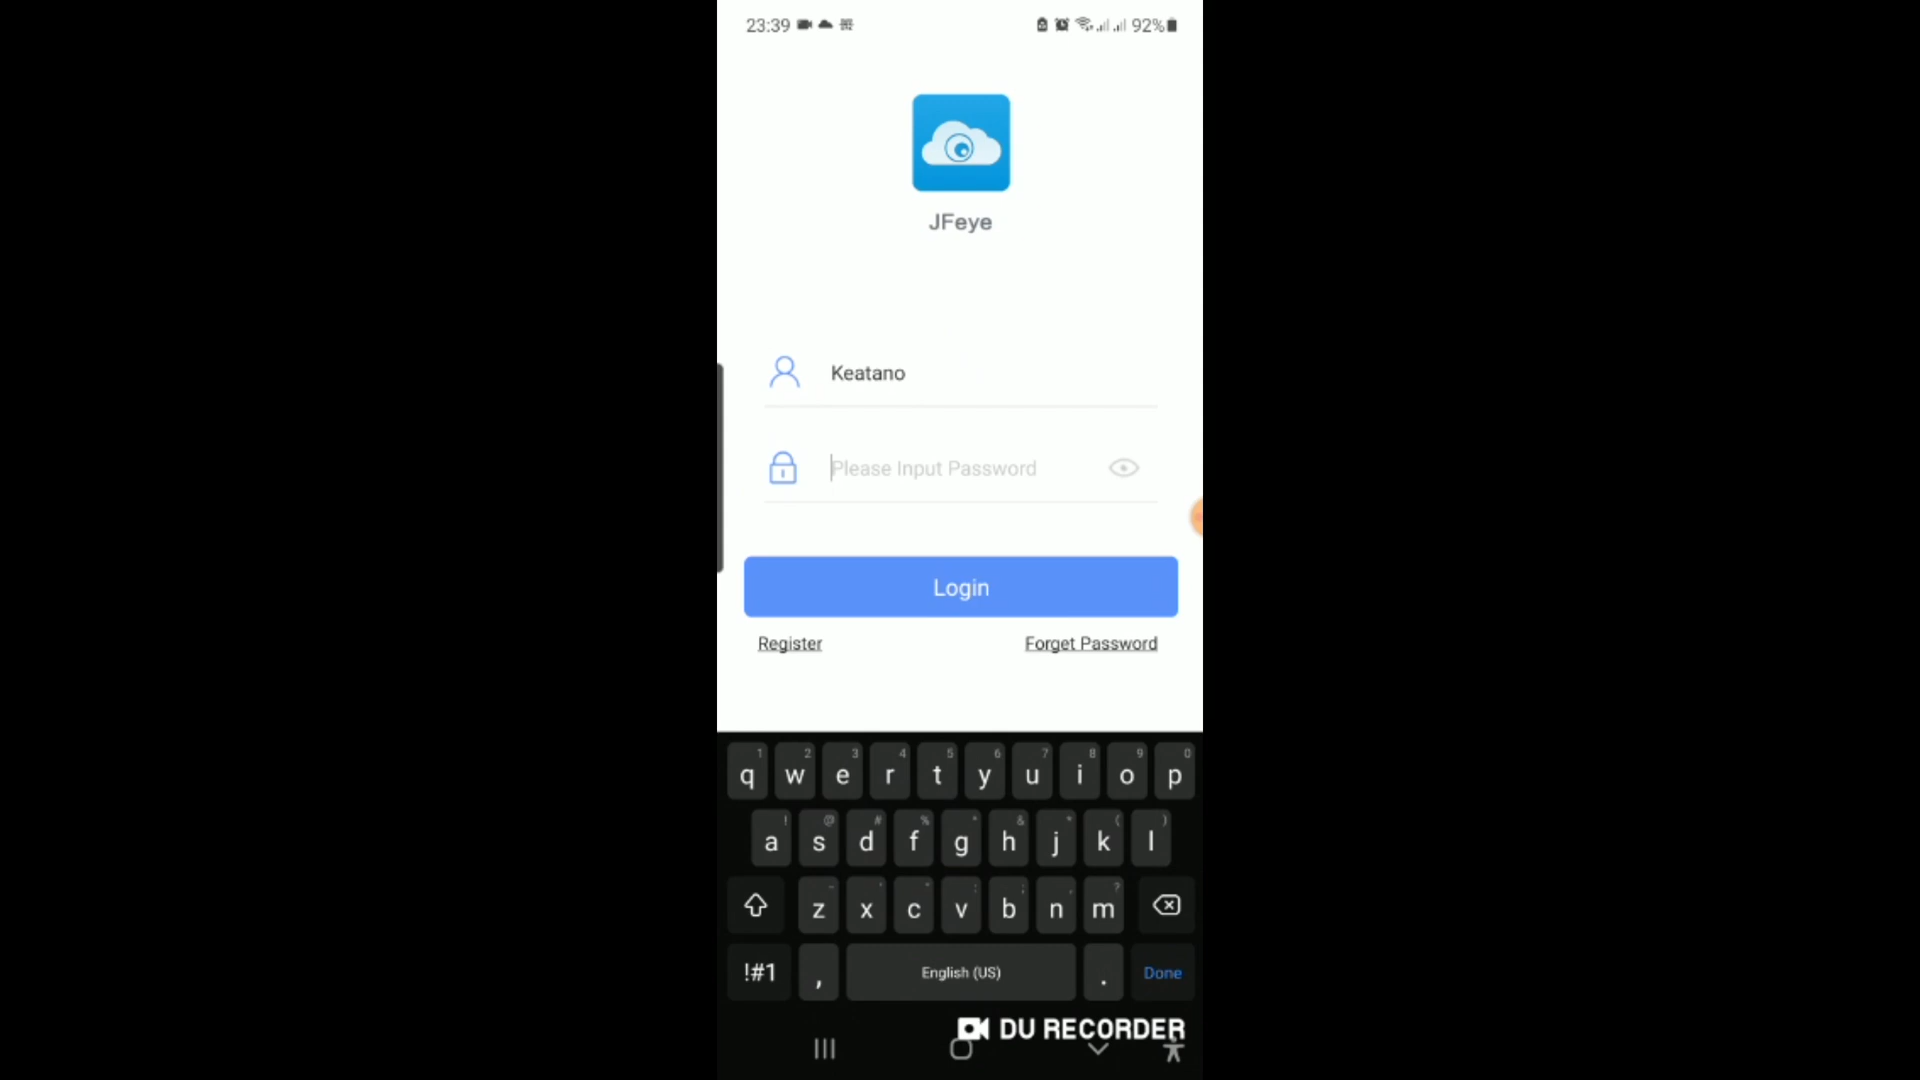 23:39 92%
JFeye
Keatano
Please Input Password
Login
Register Forget Password
1 2 3 4 5 6 7 8 9 0
q w e r t y u i o p
! @ # % & * ( )
a s d f g h j k l
?
z x c v b n m
!#1 , English (US) . Done
DU RECORDER